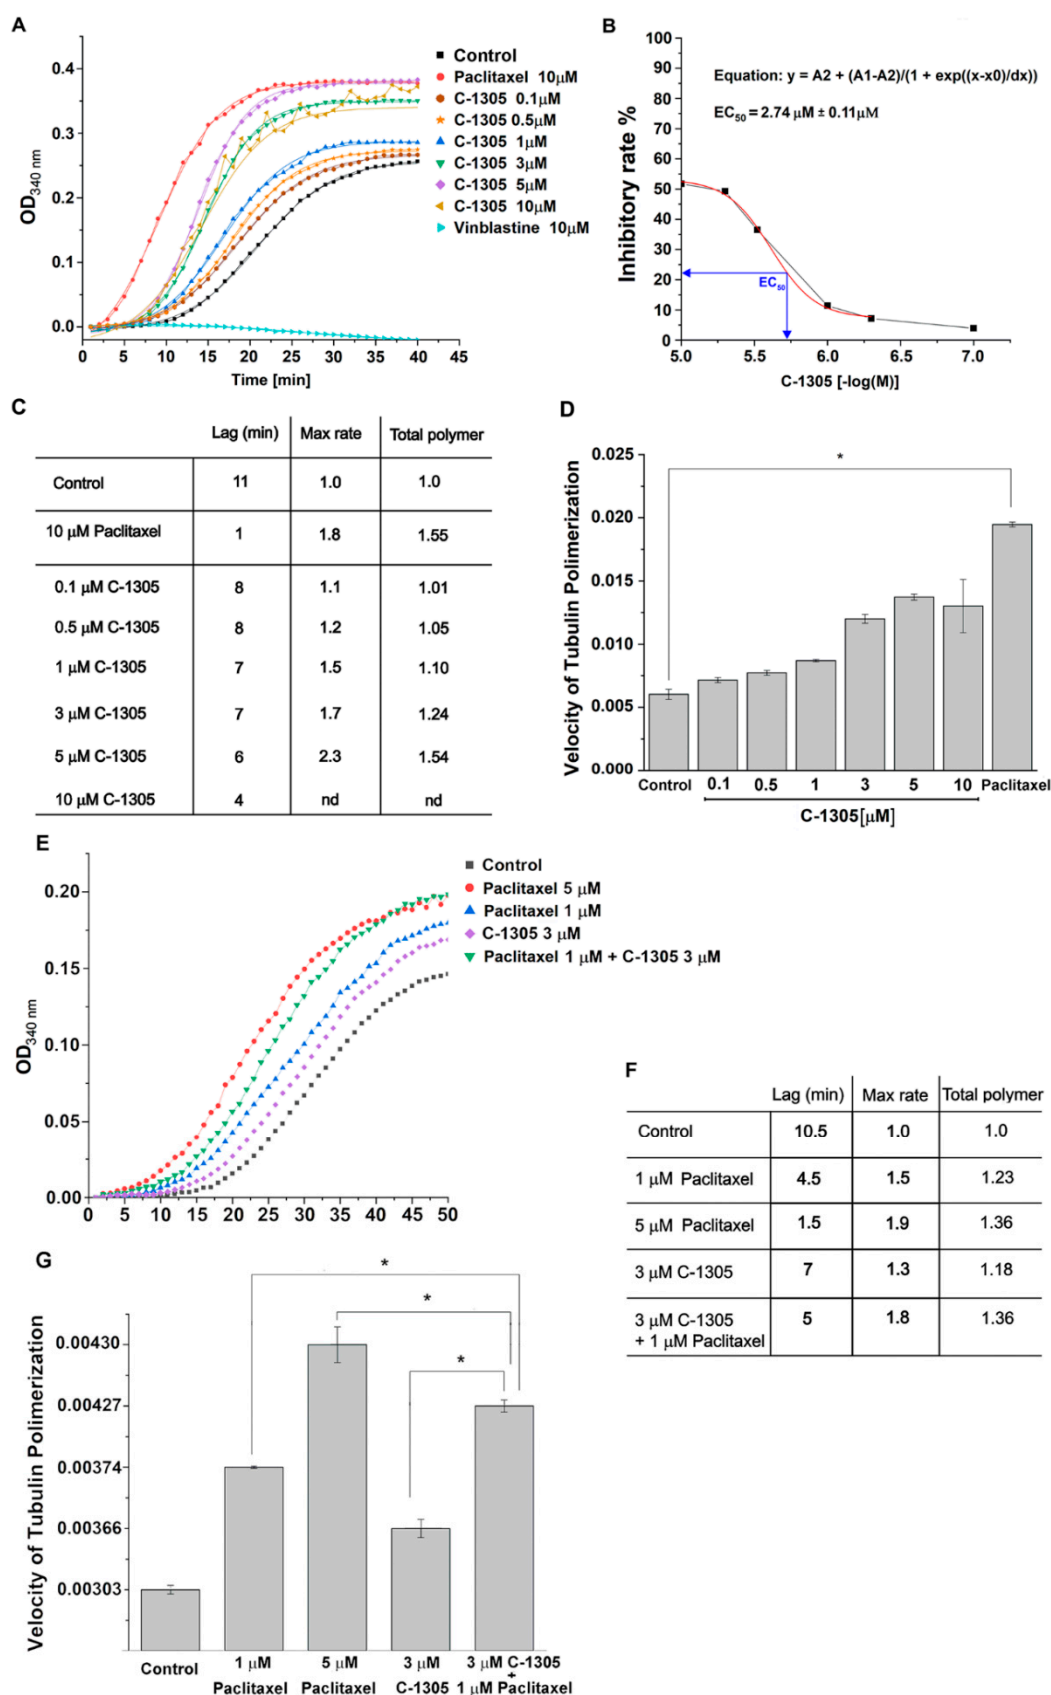 A
0.4
0.3
0.2
0.1
0.0
OD340 nm
0 5 10 15 20 25 30 35 40 45
Time [min]
Control
Paclitaxel 10μM
C-1305 0.1μM
C-1305 0.5μM
C-1305 1μM
C-1305 3μM
C-1305 5μM
C-1305 10μM
Vinblastine 10μM
B
100
90
80
70
60
50
40
30
20
10
0
Inhibitory rate %
Equation: y = A2 + (A1-A2)/(1 + exp((x-x0)/dx))
EC50 = 2.74 μM ± 0.11μM
EC50
5.0 5.5 6.0 6.5 7.0
C-1305 [-log(M)]
C
Lag (min) Max rate Total polymer
Control 11 1.0 1.0
10 μM Paclitaxel 1 1.8 1.55
0.1 μM C-1305 8 1.1 1.01
0.5 μM C-1305 8 1.2 1.05
1 μM C-1305 7 1.5 1.10
3 μM C-1305 7 1.7 1.24
5 μM C-1305 6 2.3 1.54
10 μM C-1305 4 nd nd
D
0.025
0.020
0.015
0.010
0.005
0.000
Velocity of Tubulin Polimerization
*
Control 0.1 0.5 1 3 5 10 Paclitaxel
C-1305[μM]
E
0.20
0.15
0.10
0.05
0.00
OD340 nm
0 5 10 15 20 25 30 35 40 45 50
Control
Paclitaxel 5 μM
Paclitaxel 1 μM
C-1305 3 μM
Paclitaxel 1 μM + C-1305 3 μM
F
Lag (min) Max rate Total polymer
Control 10.5 1.0 1.0
1 μM Paclitaxel 4.5 1.5 1.23
5 μM Paclitaxel 1.5 1.9 1.36
3 μM C-1305 7 1.3 1.18
3 μM C-1305 5 1.8 1.36
+ 1 μM Paclitaxel
G
0.00430
0.00427
0.00374
0.00366
0.00303
Velocity of Tubulin Polimerization
*
*
*
Control 1 μM 5 μM 3 μM 3 μM C-1305
+
Paclitaxel Paclitaxel C-1305 1 μM Paclitaxel